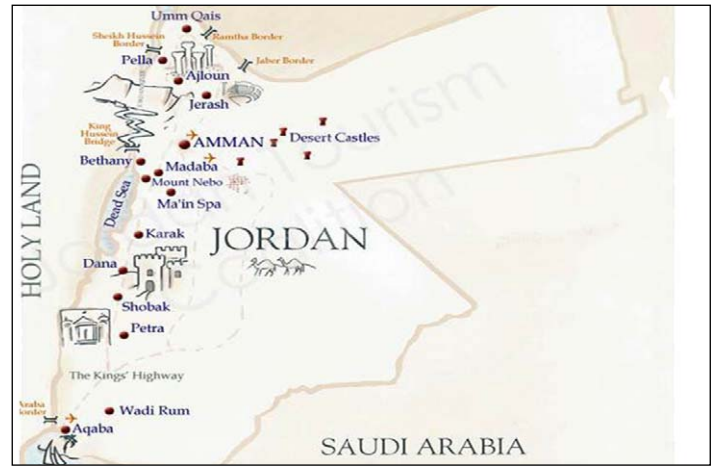 Umm Qais
Sheikh Hussein
Border
Ramtha Border
Pella
Jaber Border
Ajloun
Jerash
King
Hussein
Bridge
AMMAN
Desert Castles
Bethany
Madaba
Mount Nebo
Ma'in Spa
Dead Sea
HOLY LAND
Karak
JORDAN
Dana
Shobak
Petra
The Kings' Highway
Araba
Border
Wadi Rum
Aqaba
SAUDI ARABIA
Tourism